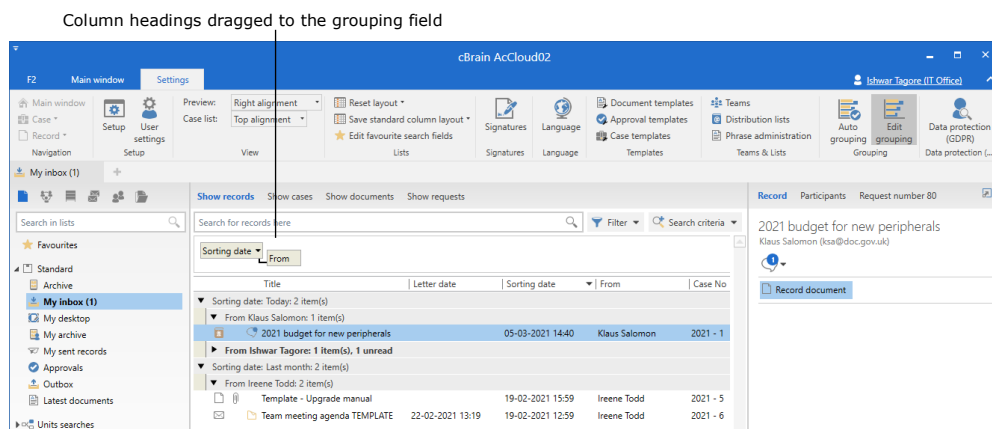 Column headings dragged to the grouping field
cBrain AcCloud02
F2 Main window Settings Ishwar Tagore (IT Office)
Main window
Case
Record
Navigation
Setup
User settings
Setup
Preview: Right alignment
Case list: Top alignment
View
Reset layout
Save standard column layout
Edit favourite search fields
Lists
Signatures
Signatures
Language
Language
Document templates
Approval templates
Case templates
Templates
Teams
Distribution lists
Phrase administration
Teams & Lists
Auto grouping
Edit grouping
Grouping
Data protection (GDPR)
Data protection (...
My inbox (1) +
Search in lists
Favourites
Standard
Archive
My inbox (1)
My desktop
My archive
My sent records
Approvals
Outbox
Latest documents
Units searches
Show records Show cases Show documents Show requests
Search for records here Filter Search criteria
Sorting date
From
Title Letter date Sorting date From Case No
Sorting date: Today: 2 item(s)
From Klaus Salomon: 1 item(s)
2021 budget for new peripherals 05-03-2021 14:40 Klaus Salomon 2021 - 1
From Ishwar Tagore: 1 item(s), 1 unread
Sorting date: Last month: 2 item(s)
From Ireene Todd: 2 item(s)
Template - Upgrade manual 19-02-2021 15:59 Ireene Todd 2021 - 5
Team meeting agenda TEMPLATE 22-02-2021 13:19 19-02-2021 12:59 Ireene Todd 2021 - 6
Record Participants Request number 80
2021 budget for new peripherals
Klaus Salomon (ksa@doc.gov.uk)
1
Record document